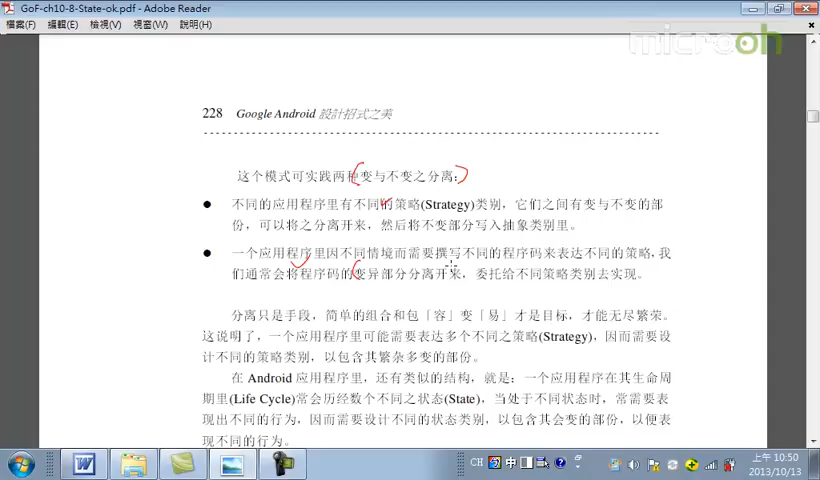 GoF-ch10-8-State-ok.pdf - Adobe Reader
檔案(F) 編輯(E) 檢視(V) 視窗(W) 說明(H)
microoh
228 Google Android 設計招式之美
这个模式可实践两种变与不变之分离：
● 不同的应用程序里有不同的策略(Strategy)类别，它们之间有变与不变的部
份，可以将之分离开来，然后将不变部分写入抽象类别里。
● 一个应用程序里因不同情境而需要撰写不同的程序码来表达不同的策略，我
们通常会将程序码的变异部分分离开来，委托给不同策略类别去实现。
分离只是手段，简单的组合和包「容」变「易」才是目标，才能无尽繁荣。
这说明了，一个应用程序里可能需要表达多个不同之策略(Strategy)，因而需要设
计不同的策略类别，以包含其繁杂多变的部份。
在 Android 应用程序里，还有类似的结构，就是：一个应用程序在其生命周
期里(Life Cycle)常会历经数个不同之状态(State)，当处于不同状态时，常需要表
现出不同的行为，因而需要设计不同的状态类别，以包含其会变的部份，以便表
现不同的行为。
CH 中
上午 10:50
2013/10/13